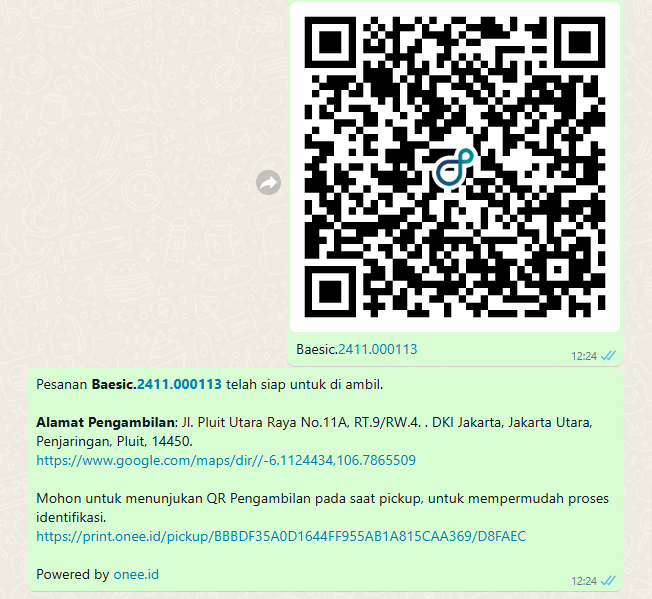 Baesic.2411.000113
12:24
Pesanan Baesic.2411.000113 telah siap untuk di ambil.
Alamat Pengambilan: Jl. Pluit Utara Raya No.11A, RT.9/RW.4. . DKI Jakarta, Jakarta Utara,
Penjaringan, Pluit, 14450.
https://www.google.com/maps/dir//-6.1124434,106.7865509
Mohon untuk menunjukan QR Pengambilan pada saat pickup, untuk mempermudah proses
identifikasi.
https://print.onee.id/pickup/BBBDF35A0D1644FF955AB1A815CAA369/D8FAEC
Powered by onee.id
12:24